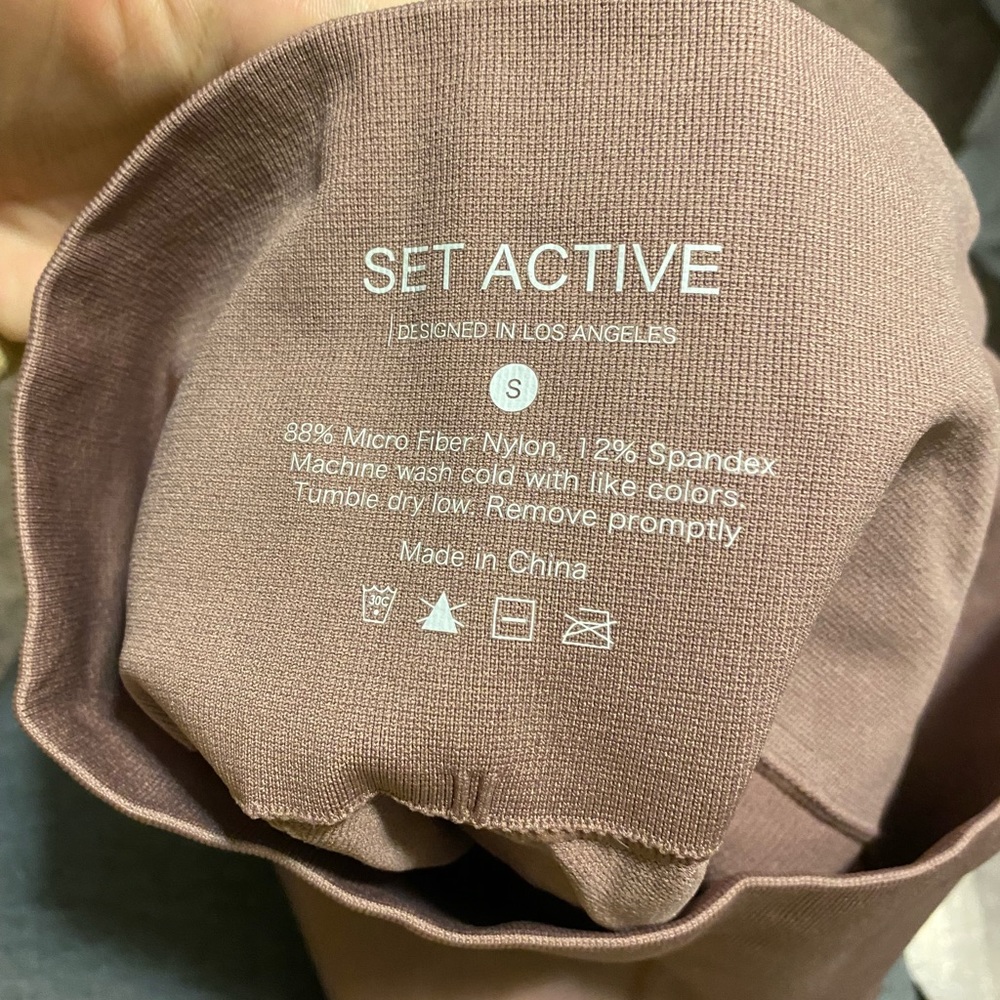 SET ACTIVE
DESIGNED IN LOS ANGELES
S
88% Micro Fiber Nylon, 12% Spandex
Machine wash cold with like colors.
Tumble dry low. Remove promptly
Made in China
30C